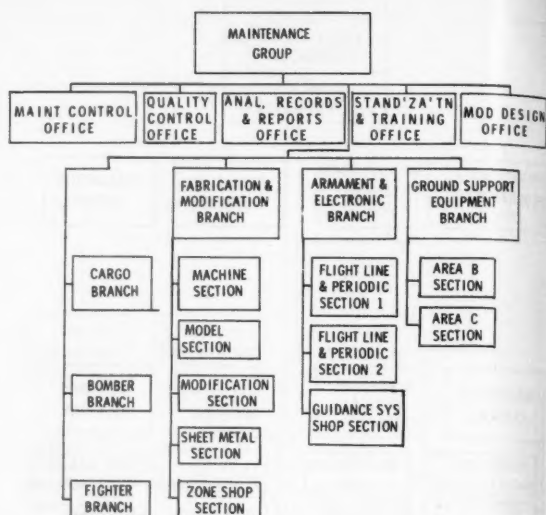 MAINTENANCE
GROUP
MAINT CONTROL
OFFICE
QUALITY
CONTROL
OFFICE
ANAL, RECORDS
& REPORTS
OFFICE
STAND'ZA'TN
& TRAINING
OFFICE
MOD DESIGN
OFFICE
FABRICATION &
MODIFICATION
BRANCH
ARMAMENT &
ELECTRONIC
BRANCH
GROUND SUPPORT
EQUIPMENT
BRANCH
CARGO
BRANCH
BOMBER
BRANCH
FIGHTER
BRANCH
MACHINE
SECTION
MODEL
SECTION
MODIFICATION
SECTION
SHEET METAL
SECTION
ZONE SHOP
SECTION
FLIGHT LINE
& PERIODIC
SECTION 1
FLIGHT LINE
& PERIODIC
SECTION 2
GUIDANCE SYS
SHOP SECTION
AREA B
SECTION
AREA C
SECTION